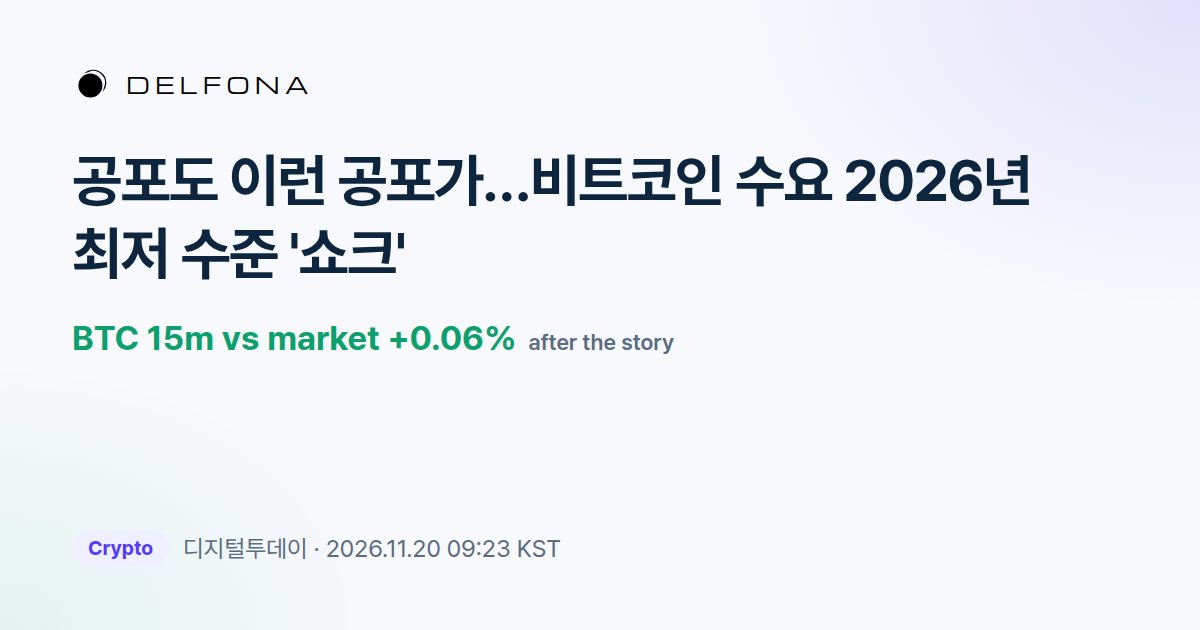 DELFONA
공포도 이런 공포가...비트코인 수요 2026년
최저 수준 '쇼크'
BTC 15m vs market +0.06% after the story
Crypto 디지털투데이 · 2026.11.20 09:23 KST